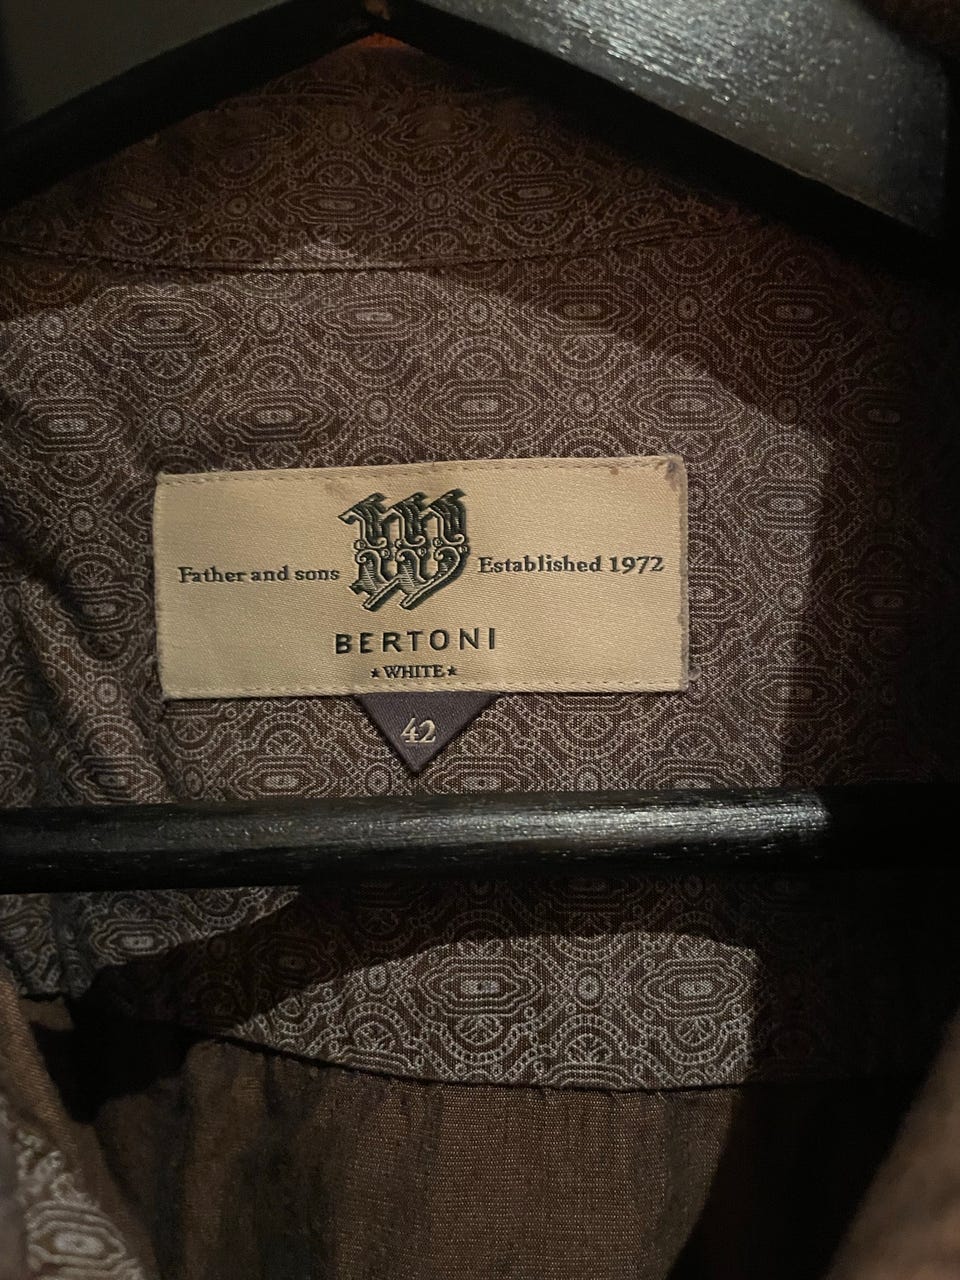 Father and sons W Established 1972
BERTONI
★ WHITE ★
42